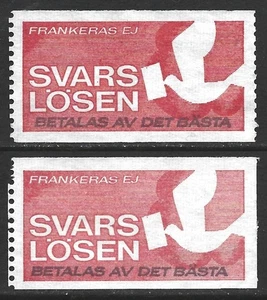 FRANKERAS EJ
SVARS
LÖSEN
BETALAS AV DET BÄSTA
FRANKERAS EJ
SVARS
LÖSEN
BETALAS AV DET BÄSTA